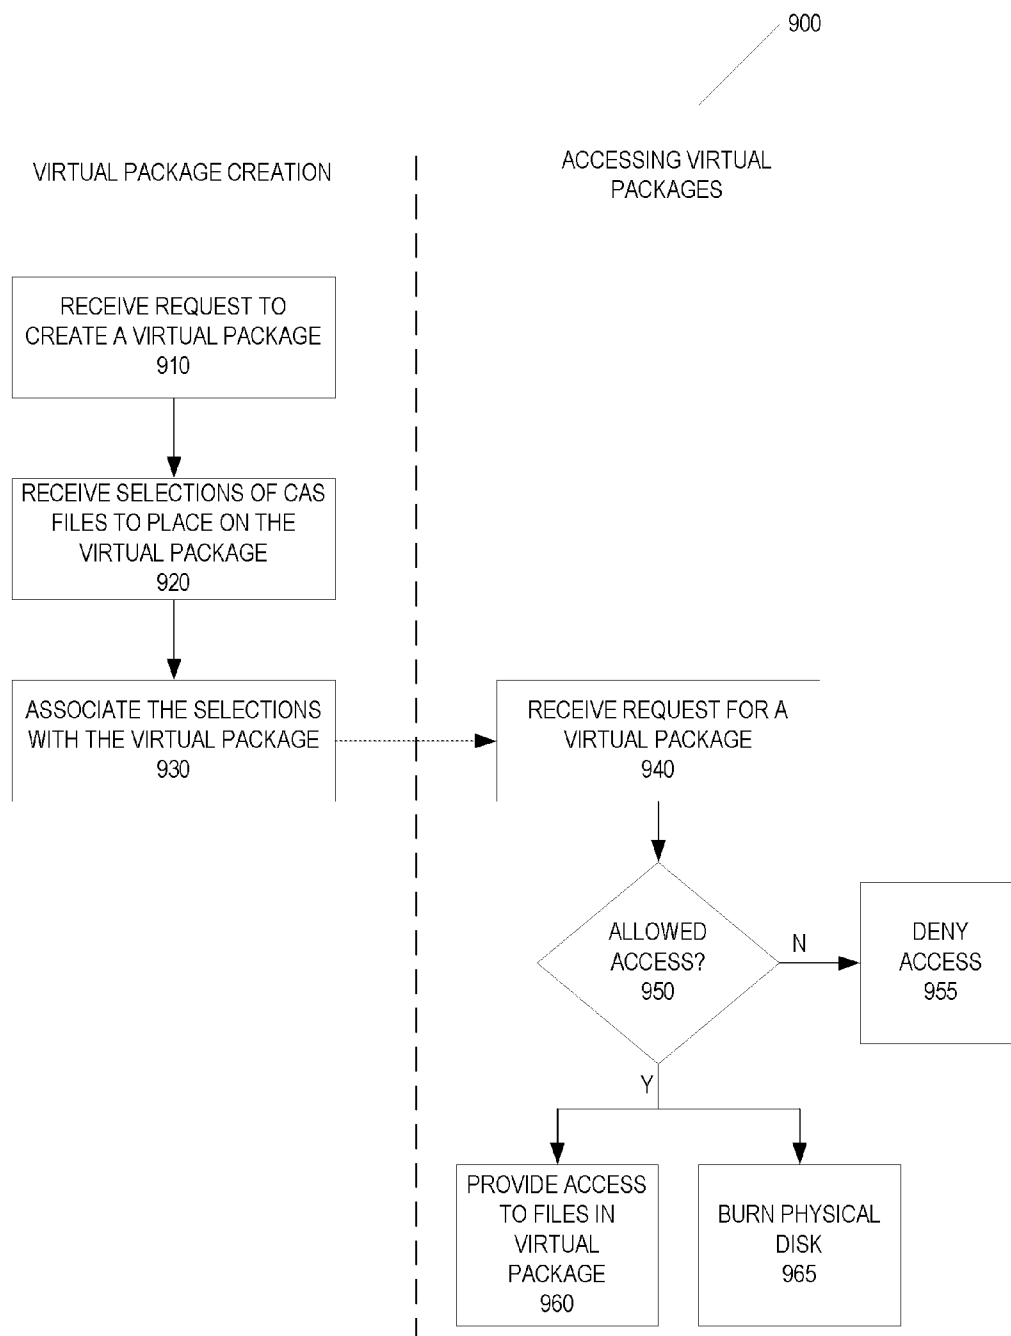 900
VIRTUAL PACKAGE CREATION
ACCESSING VIRTUAL
PACKAGES
RECEIVE REQUEST TO
CREATE A VIRTUAL PACKAGE
910
RECEIVE SELECTIONS OF CAS
FILES TO PLACE ON THE
VIRTUAL PACKAGE
920
ASSOCIATE THE SELECTIONS
WITH THE VIRTUAL PACKAGE
930
RECEIVE REQUEST FOR A
VIRTUAL PACKAGE
940
ALLOWED
ACCESS?
950
N
DENY
ACCESS
955
Y
PROVIDE ACCESS
TO FILES IN
VIRTUAL
PACKAGE
960
BURN PHYSICAL
DISK
965